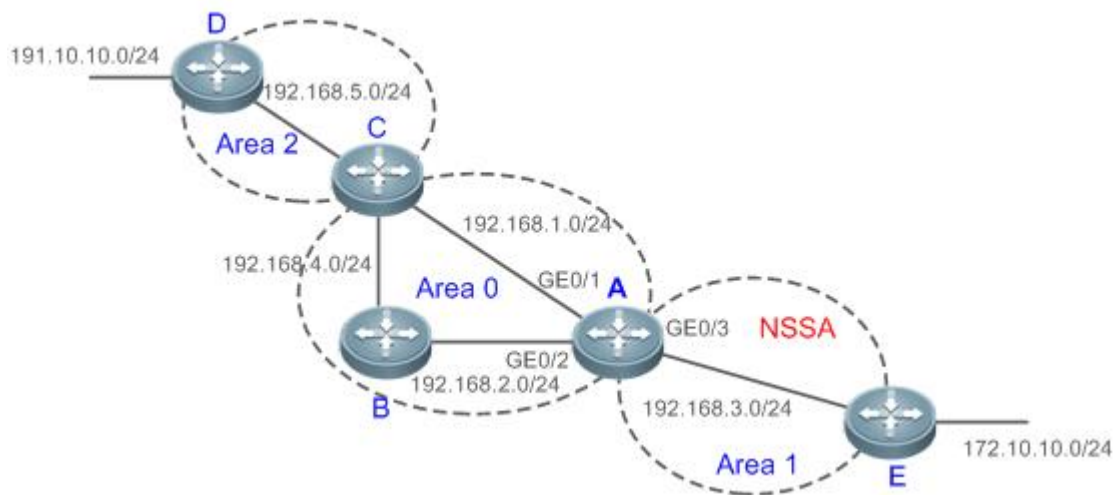 D
191.10.10.0/24
192.168.5.0/24
Area 2
C
192.168.1.0/24
192.168.4.0/24
GE0/1
Area 0
A
GE0/3
NSSA
GE0/2
192.168.2.0/24
B
192.168.3.0/24
172.10.10.0/24
Area 1
E